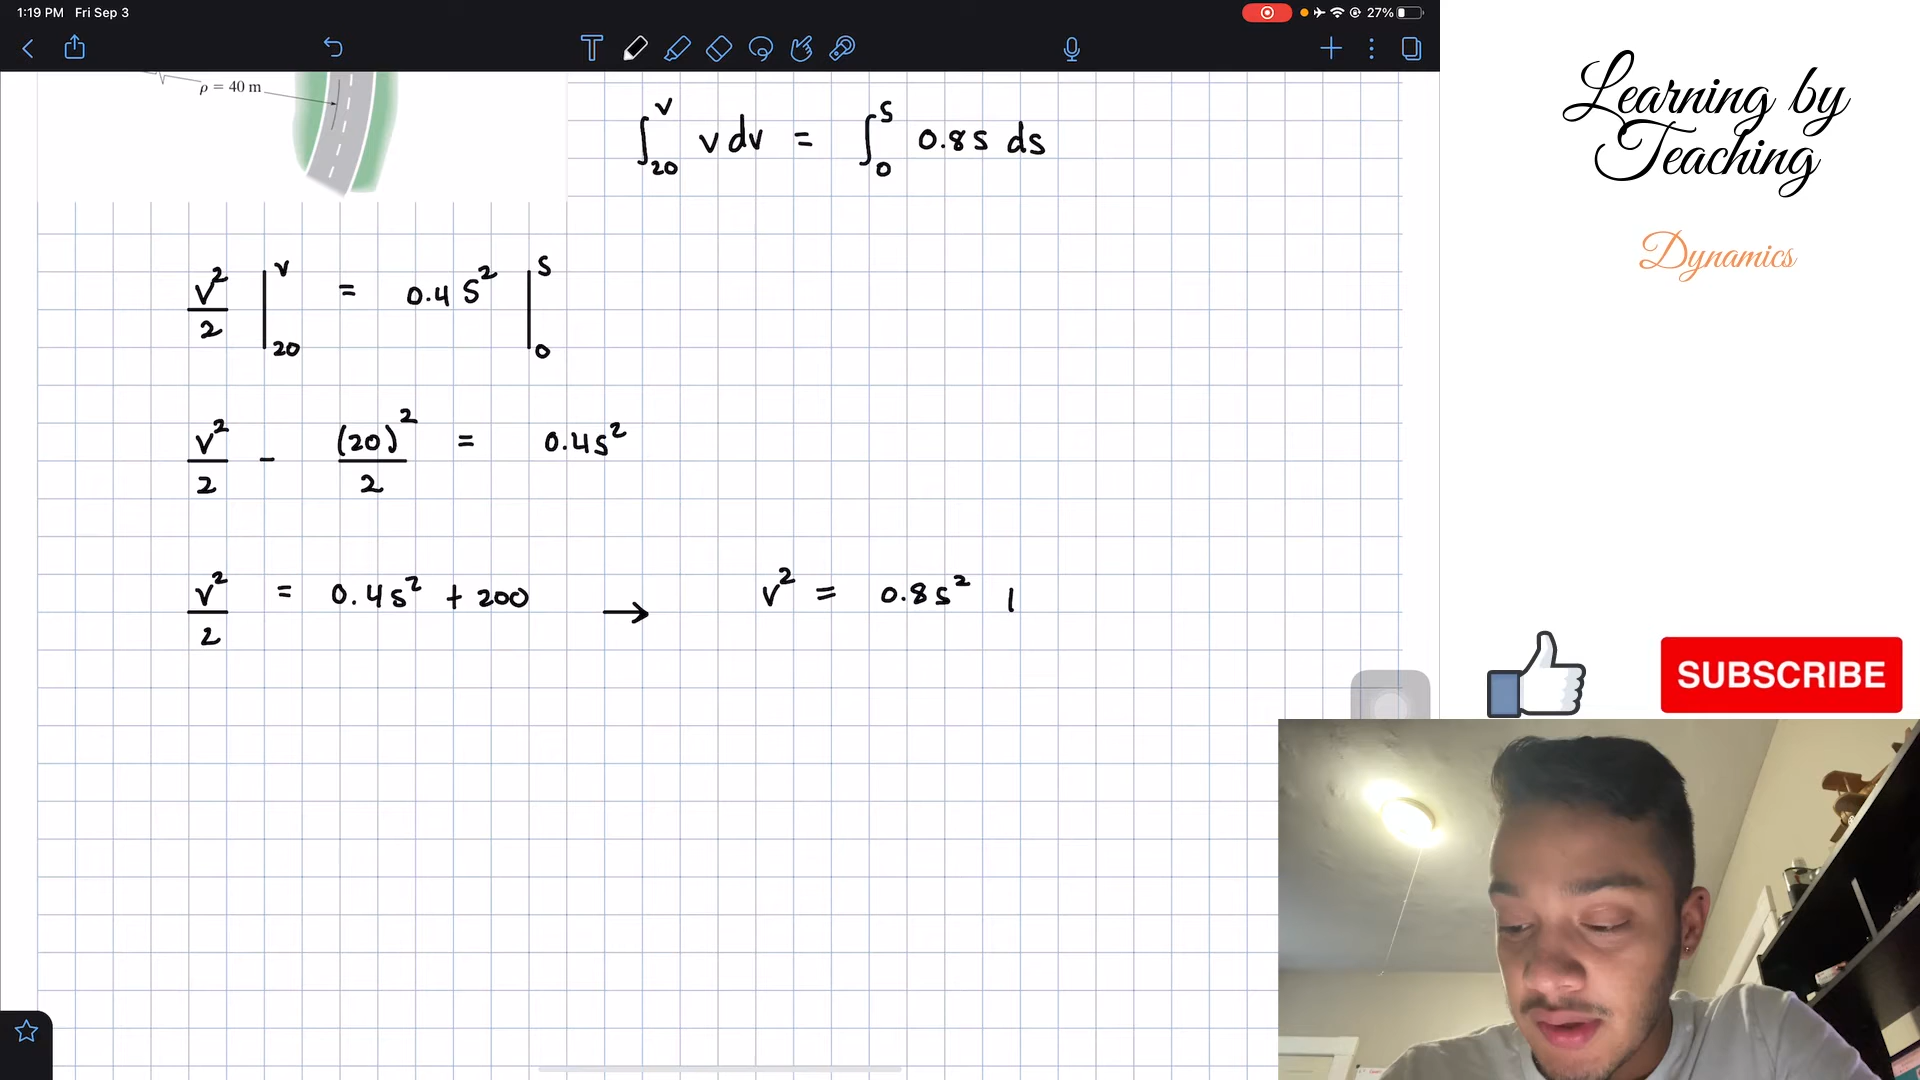 1:19 PM Fri Sep 3
27%
ρ = 40 m
∫₂₀ᵛ v dv = ∫₀ˢ 0.8s ds
v²/2 |₂₀ᵛ = 0.4 s² |₀ˢ
v²/2 - (20)²/2 = 0.4s²
v²/2 = 0.4s² + 200 → v² = 0.8s²
Learning by
Teaching
Dynamics
SUBSCRIBE